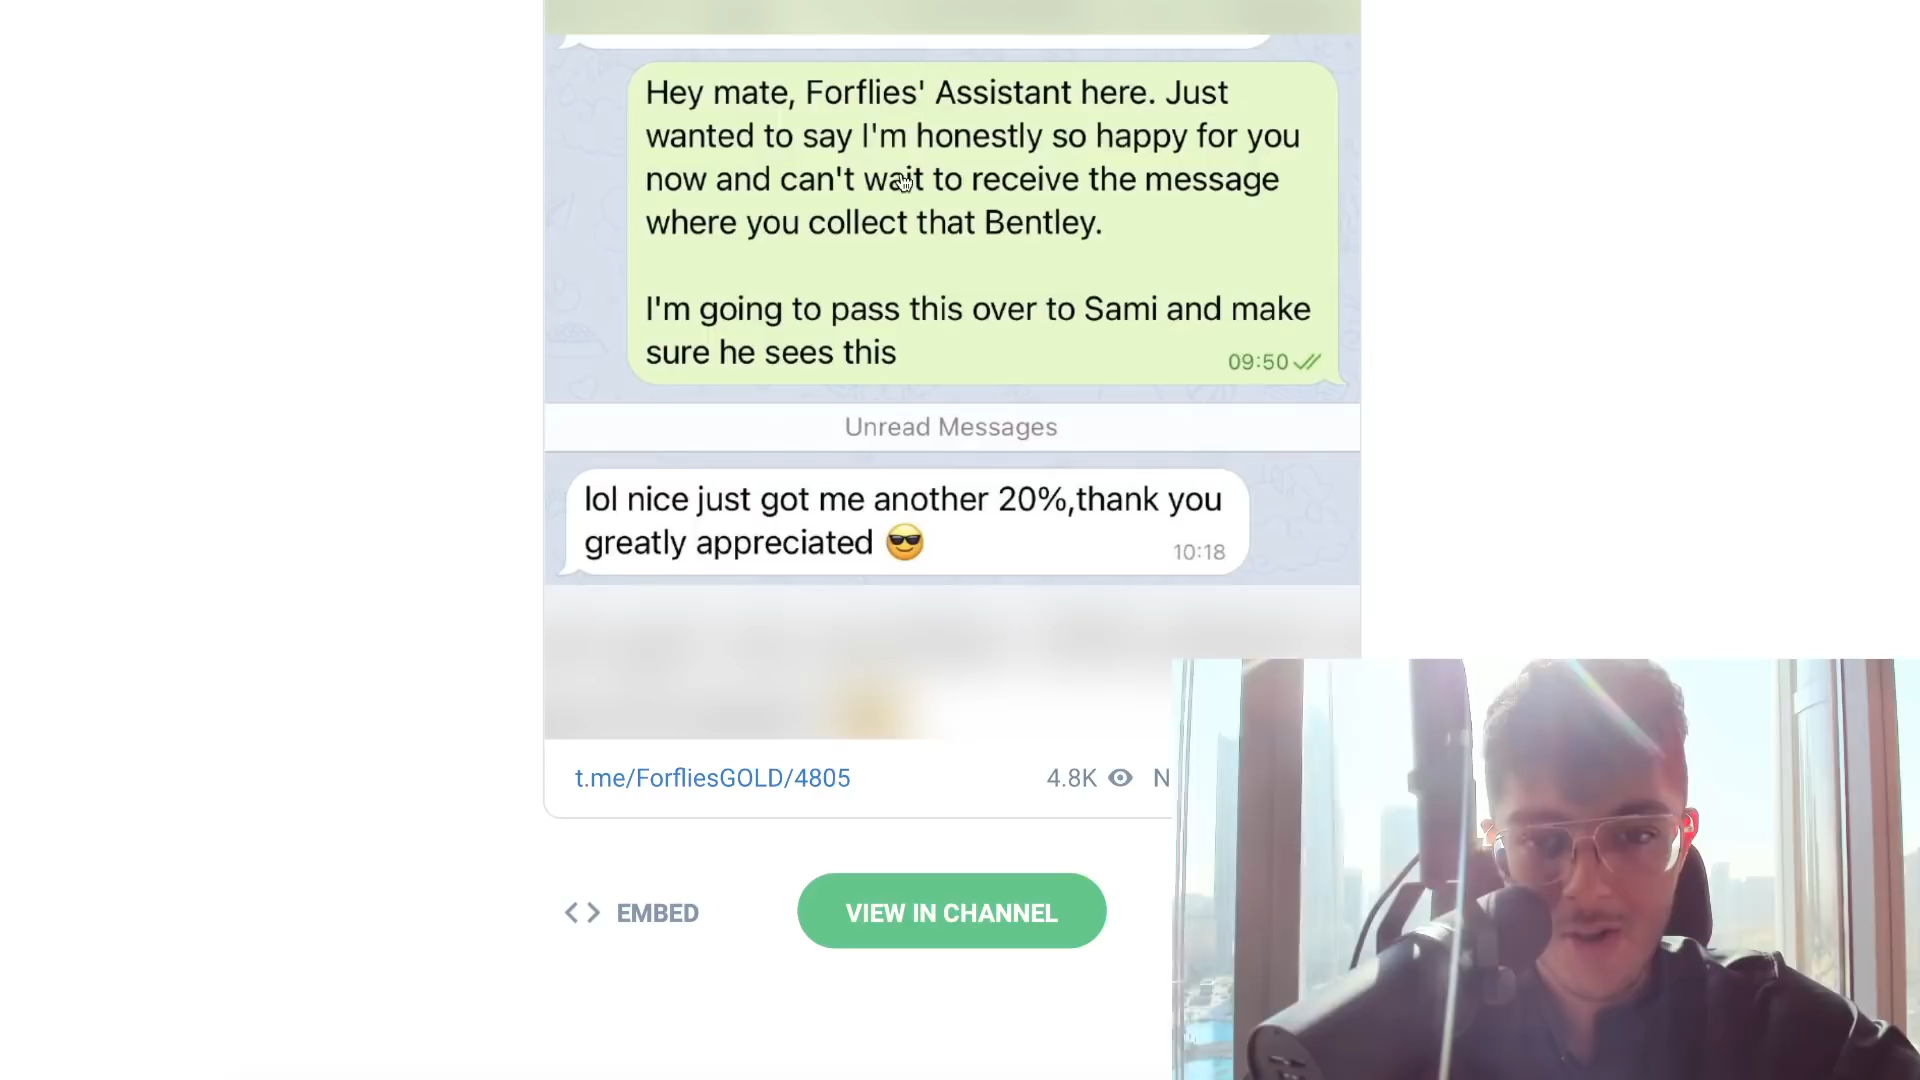 Hey mate, Forflies' Assistant here. Just
wanted to say I'm honestly so happy for you
now and can't wait to receive the message
where you collect that Bentley.
I'm going to pass this over to Sami and make
sure he sees this
09:50
Unread Messages
lol nice just got me another 20%,thank you
greatly appreciated 😎
10:18
t.me/ForfliesGOLD/4805
4.8K
N
EMBED
VIEW IN CHANNEL